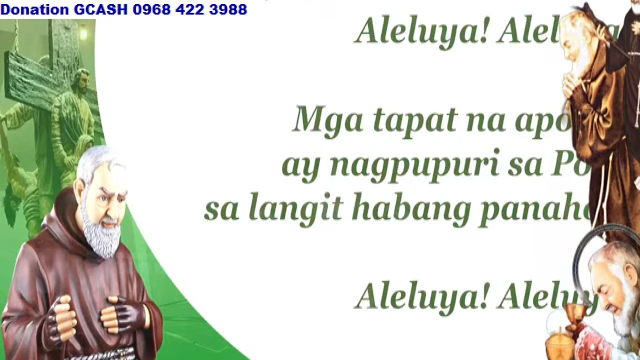 Donation GCASH 0968 422 3988
Aleluya! Alel
Mga tapat na apo
ay nagpupuri sa Po
sa langit habang panaho
Aleluya! Aleluy